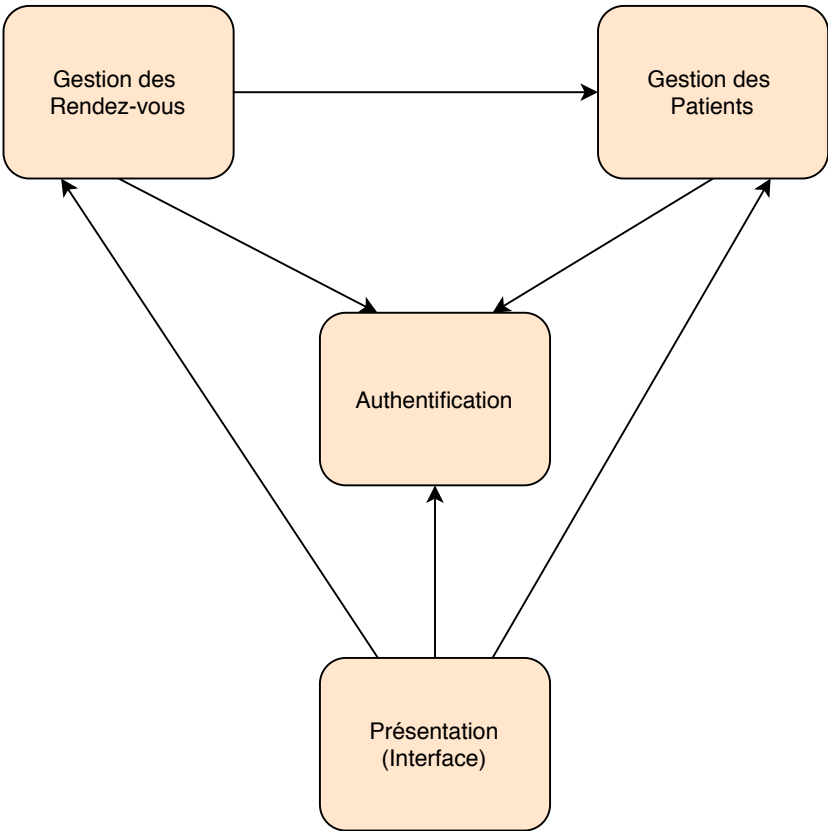 Gestion des
Rendez-vous
Gestion des
Patients
Authentification
Présentation
(Interface)